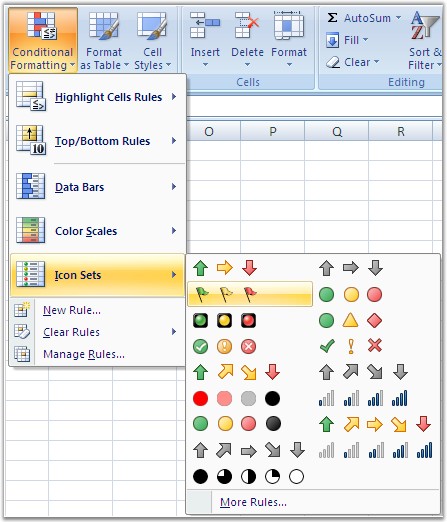 Conditional Formatting
Format as Table
Cell Styles
Insert
Delete
Format
Cells
Σ AutoSum
Fill
Clear
Sort & Filter
Editing
O P Q R
Highlight Cells Rules
Top/Bottom Rules
10
Data Bars
Color Scales
Icon Sets
New Rule...
Clear Rules
Manage Rules...
More Rules...